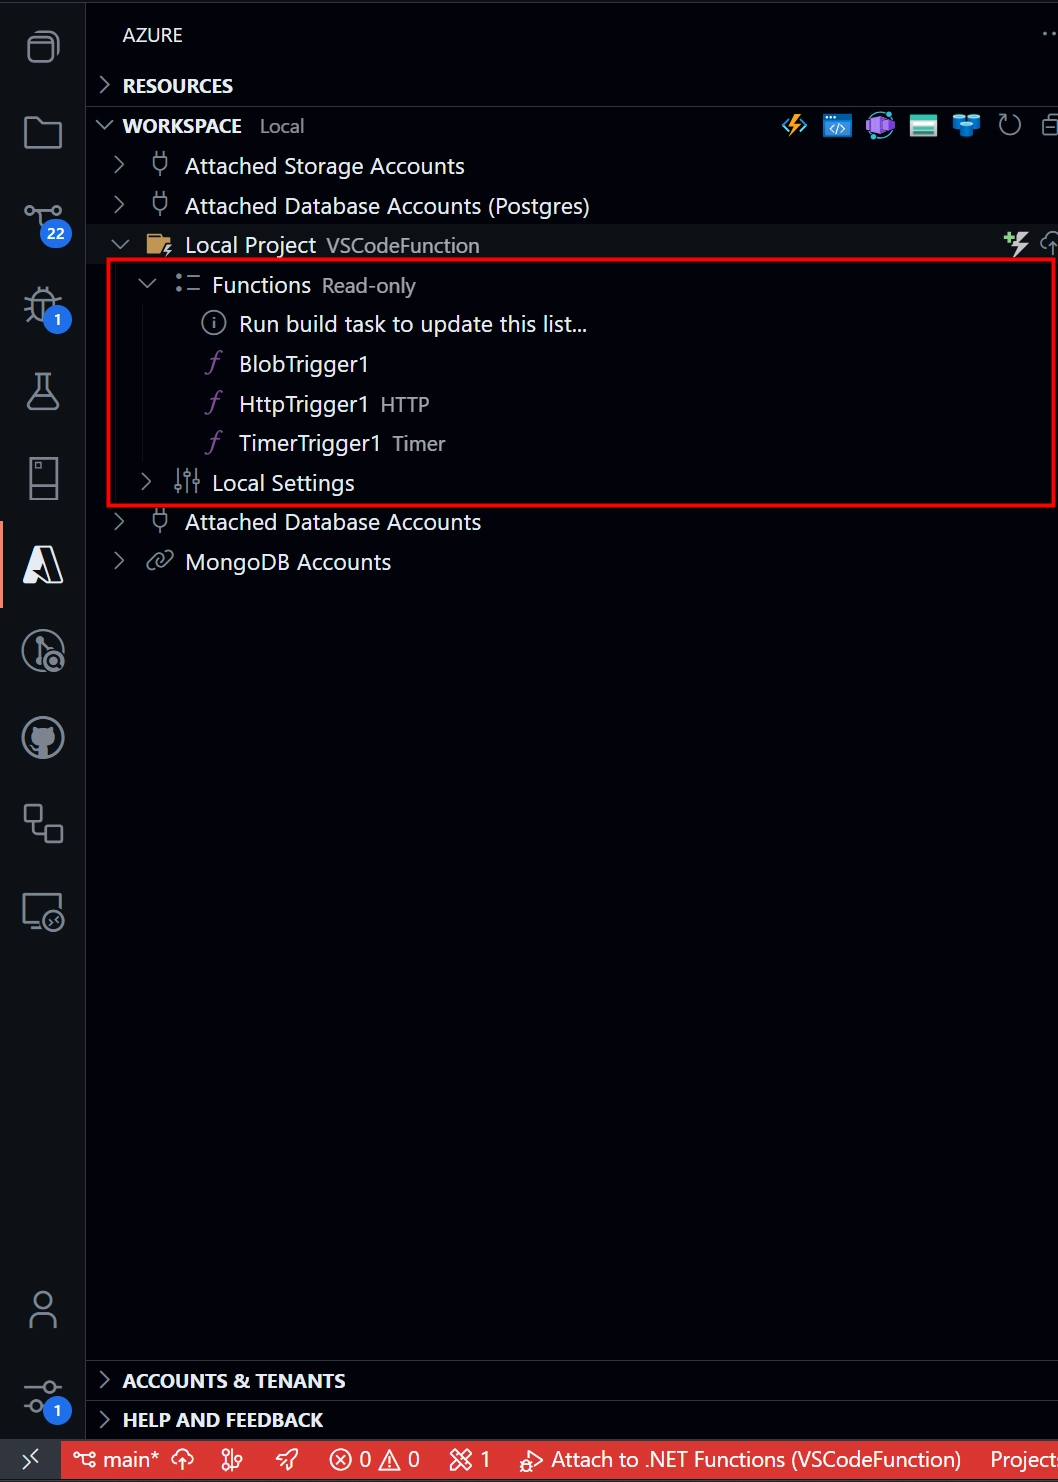 AZURE
RESOURCES
WORKSPACE Local
Attached Storage Accounts
Attached Database Accounts (Postgres)
Local Project VSCodeFunction
Functions Read-only
Run build task to update this list...
BlobTrigger1
HttpTrigger1 HTTP
TimerTrigger1 Timer
Local Settings
Attached Database Accounts
MongoDB Accounts
22
1
1
ACCOUNTS & TENANTS
HELP AND FEEDBACK
main* 0 0 1 Attach to .NET Functions (VSCodeFunction) Project